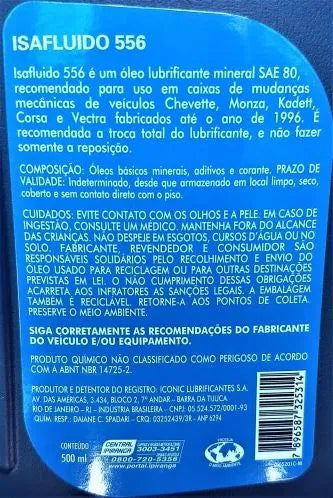 ISAFLUIDO 556
Isafluido 556 é um óleo lubrificante mineral SAE 80,
recomendado para uso em caixas de mudanças
mecânicas de veículos Chevette, Monza, Kadett,
Corsa e Vectra fabricados até o ano de 1996. É
recomendada a troca total do lubrificante, e não fazer
somente a reposição.
COMPOSIÇÃO: Óleos básicos minerais, aditivos e corante. PRAZO DE
VALIDADE: Indeterminado, desde que armazenado em local limpo, seco,
coberto e sem contato direto com o piso.
CUIDADOS: EVITE CONTATO COM OS OLHOS E A PELE. EM CASO DE
INGESTÃO, CONSULTE UM MÉDICO. MANTENHA FORA DO ALCANCE
DAS CRIANÇAS. NÃO DESPEJE EM ESGOTOS, CURSOS D'ÁGUA OU NO
SOLO. FABRICANTE, REVENDEDOR E CONSUMIDOR SÃO
RESPONSÁVEIS SOLIDÁRIOS PELO RECOLHIMENTO E ENVIO DO
ÓLEO USADO PARA RECICLAGEM OU PARA OUTRAS DESTINAÇÕES
PREVISTAS EM LEI. O NÃO CUMPRIMENTO DESSAS OBRIGAÇÕES
ACARRETA AOS INFRATORES AS SANÇÕES LEGAIS. A EMBALAGEM
TAMBÉM É RECICLÁVEL. RETORNE-A AOS PONTOS DE COLETA.
PRESERVE O MEIO AMBIENTE.
SIGA CORRETAMENTE AS RECOMENDAÇÕES DO FABRICANTE
DO VEÍCULO E/OU EQUIPAMENTO.
PRODUTO QUÍMICO NÃO CLASSIFICADO COMO PERIGOSO DE ACORDO
COM A ABNT NBR 14725-2.
PRODUTOR E DETENTOR DO REGISTRO: ICONIC LUBRIFICANTES S.A.
AV. DAS AMÉRICAS, 3.434, BLOCO 2, 7º ANDAR - BARRA DA TIJUCA
RIO DE JANEIRO – RJ – INDÚSTRIA BRASILEIRA – CNPJ: 05.524.572/0001-93
QUIM. RESP.: DAIANE C. SPADARI – CRQ: 03252439/3R - ANP 6294
CONTEÚDO
500 ml
CENTRAL IPIRANGA
3003-3451
0800-720-5356
www.portal.ipiranga
PROTEJA
O MEIO AMBIENTE
7 896587 325314